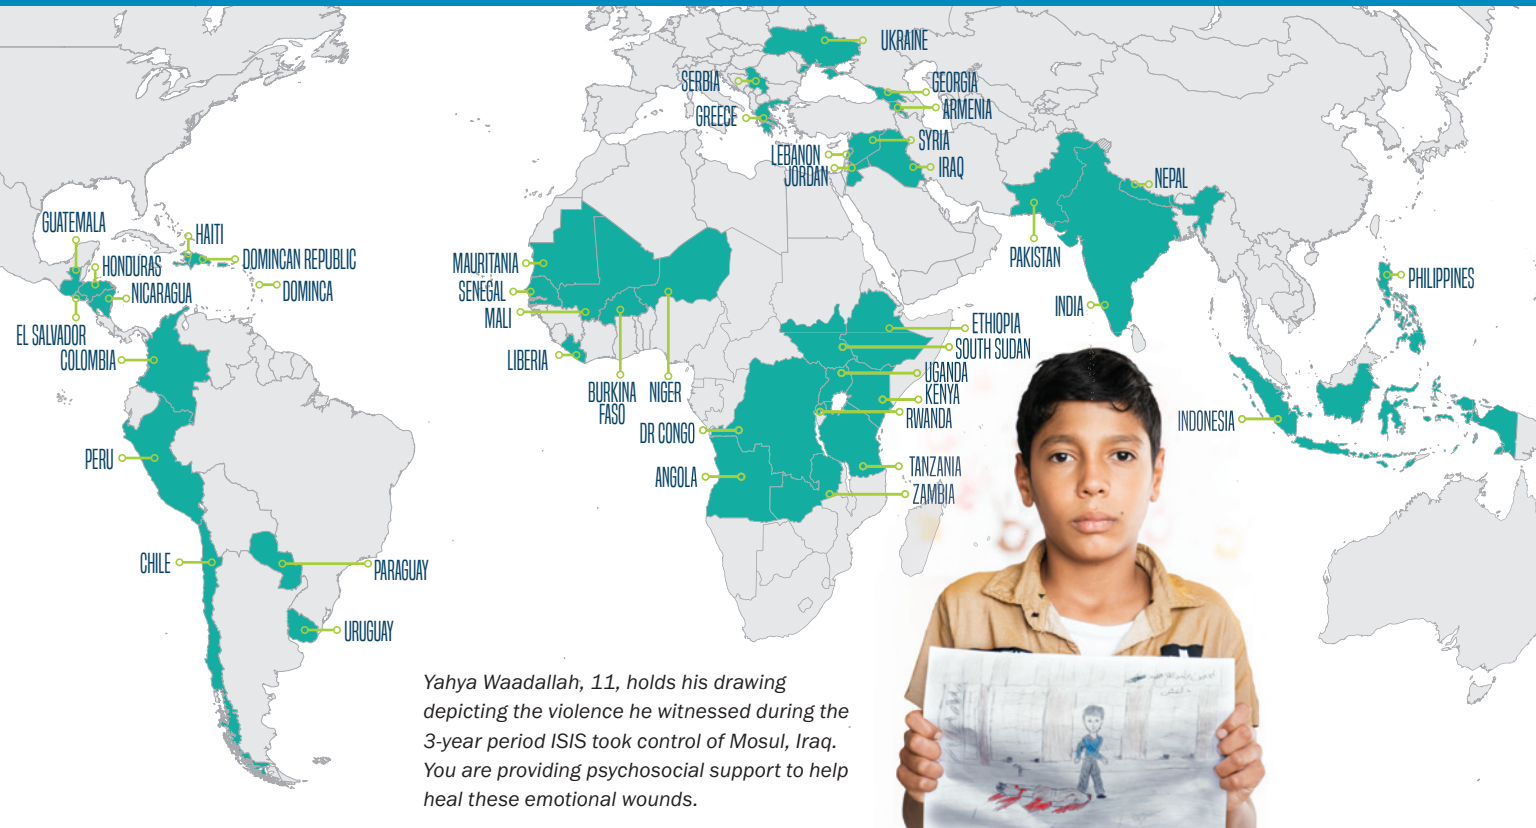 UKRAINE
SERBIA
GEORGIA
ARMENIA
GREECE
SYRIA
LEBANON
IRAQ
JORDAN
NEPAL
GUATEMALA
HAITI
HONDURAS
DOMINCAN REPUBLIC
NICARAGUA
DOMINCA
EL SALVADOR
COLOMBIA
PERU
CHILE
PARAGUAY
URUGUAY
MAURITANIA
SENEGAL
MALI
LIBERIA
BURKINA
FASO
NIGER
DR CONGO
ANGOLA
ETHIOPIA
SOUTH SUDAN
UGANDA
KENYA
RWANDA
TANZANIA
ZAMBIA
PAKISTAN
INDIA
PHILIPPINES
INDONESIA
Yahya Waadallah, 11, holds his drawing
depicting the violence he witnessed during the
3-year period ISIS took control of Mosul, Iraq.
You are providing psychosocial support to help
heal these emotional wounds.